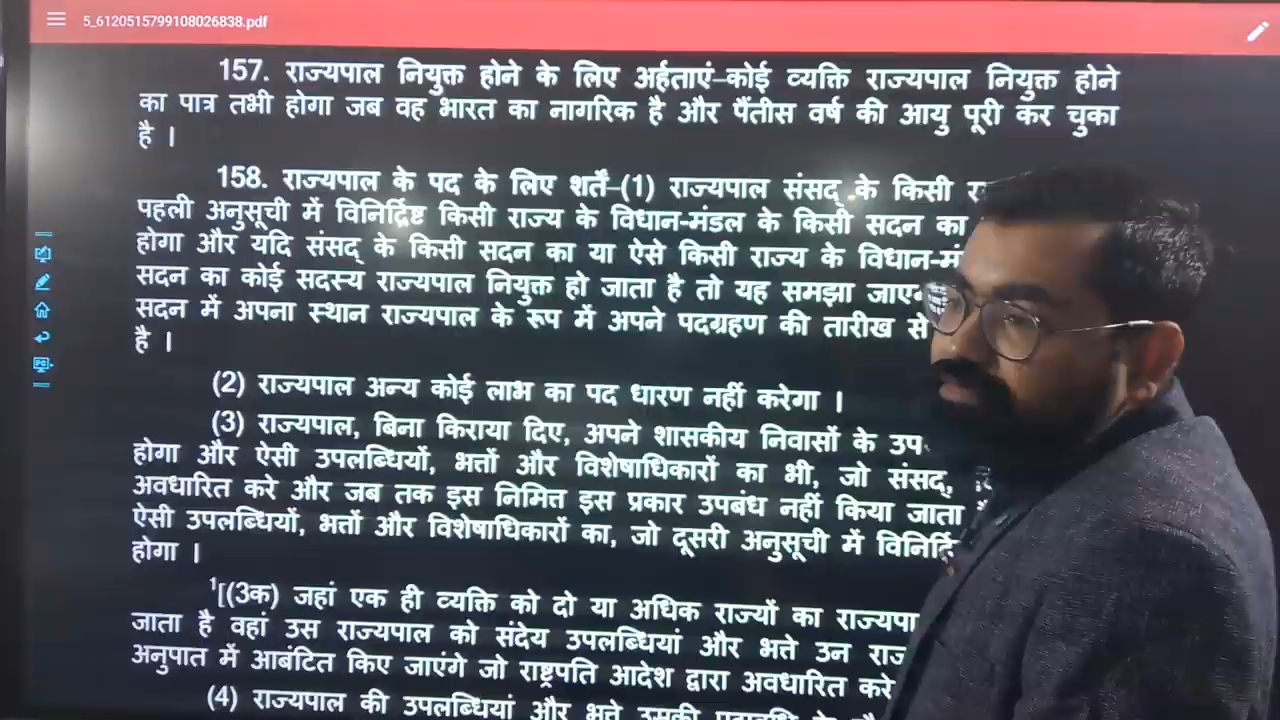 5_6120515799108026838.pdf
157. राज्यपाल नियुक्त होने के लिए अर्हताएं–कोई व्यक्ति राज्यपाल नियुक्त होने
का पात्र तभी होगा जब वह भारत का नागरिक है और पैंतीस वर्ष की आयु पूरी कर चुका
है ।
158. राज्यपाल के पद के लिए शर्तें–(1) राज्यपाल संसद् के किसी
पहली अनुसूची में विनिर्दिष्ट किसी राज्य के विधान-मंडल के किसी सदन का
होगा और यदि संसद् के किसी सदन का या ऐसे किसी राज्य के
सदन का कोई सदस्य राज्यपाल नियुक्त हो जाता है तो यह समझा
सदन में अपना स्थान राज्यपाल के रूप में अपने पदग्रहण की तारीख से
है ।
(2) राज्यपाल अन्य कोई लाभ का पद धारण नहीं करेगा ।
(3) राज्यपाल, बिना किराया दिए, अपने शासकीय निवासों के
होगा और ऐसी उपलब्धियों, भत्तों और विशेषाधिकारों का भी, जो संसद्,
अवधारित करे और जब तक इस निमित्त इस प्रकार उपबंध नहीं किया जाता
ऐसी उपलब्धियों, भत्तों और विशेषाधिकारों का, जो दूसरी अनुसूची में
होगा ।
¹[(3क) जहां एक ही व्यक्ति को दो या अधिक राज्यों का
जाता है वहां उस राज्यपाल को संदेय उपलब्धियां और भत्ते उन
अनुपात में आबंटित किए जाएंगे जो राष्ट्रपति आदेश द्वारा अवधारित करे
(4) राज्यपाल की उपलब्धियां और भत्ते उसकी